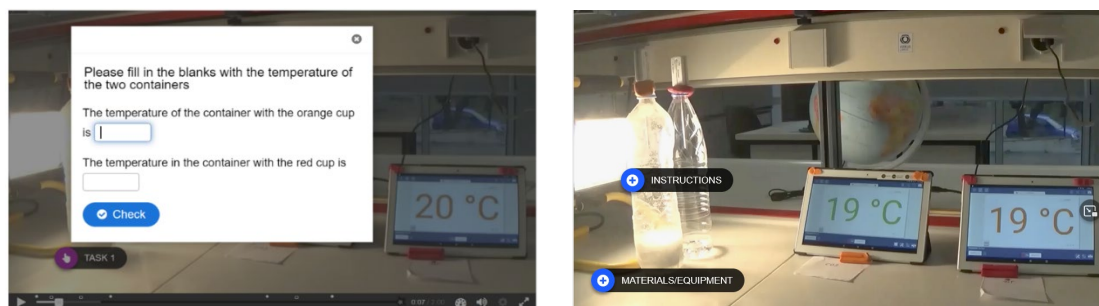 Please fill in the blanks with the temperature of
the two containers
The temperature of the container with the orange cup
is
The temperature in the container with the red cup is
Check
20 °C
TASK 1
0:07 / 
INSTRUCTIONS
MATERIALS/EQUIPMENT
19 °C
19 °C